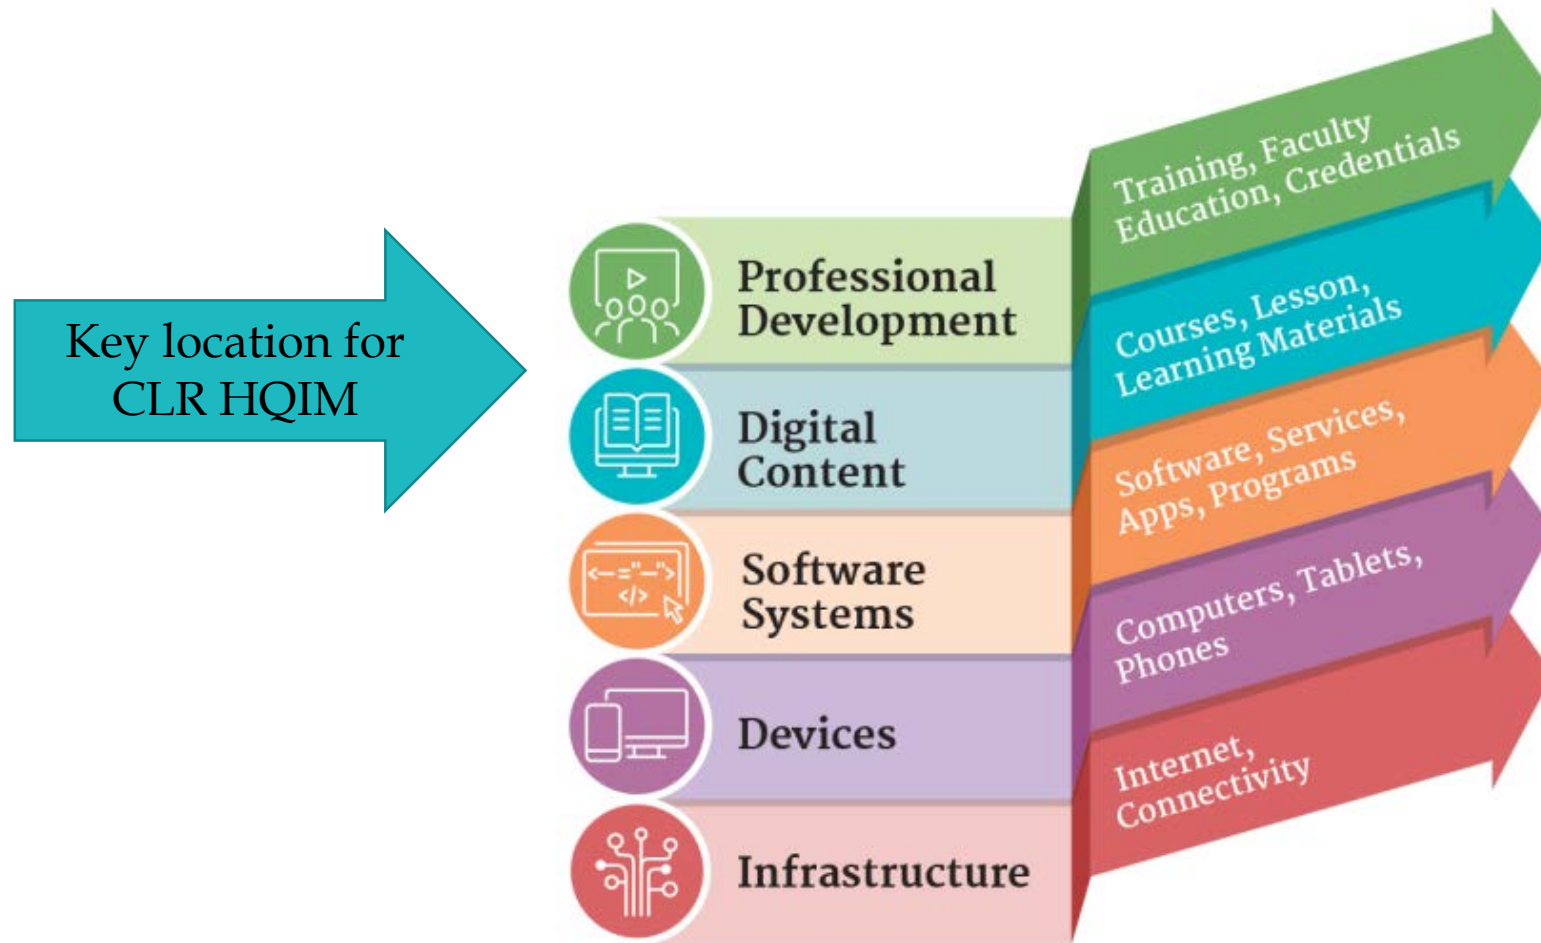 Key location for
CLR HQIM
Professional
Development
Training, Faculty
Education, Credentials
Digital
Content
Courses, Lesson,
Learning Materials
<—="—">
</>
Software
Systems
Software, Services,
Apps, Programs
Devices
Computers, Tablets,
Phones
Infrastructure
Internet,
Connectivity